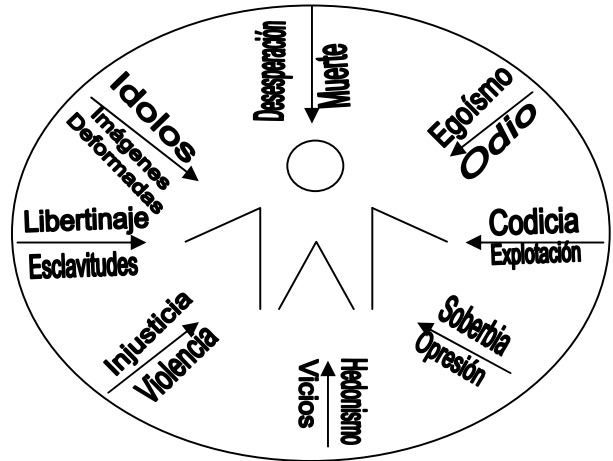 Desesperación
Muerte
Egoísmo
Odio
Codicia
Explotación
Soberbia
Opresión
Hedonismo
Vicios
Injusticia
Violencia
Libertinaje
Esclavitudes
Idolos
Imágenes
Deformadas